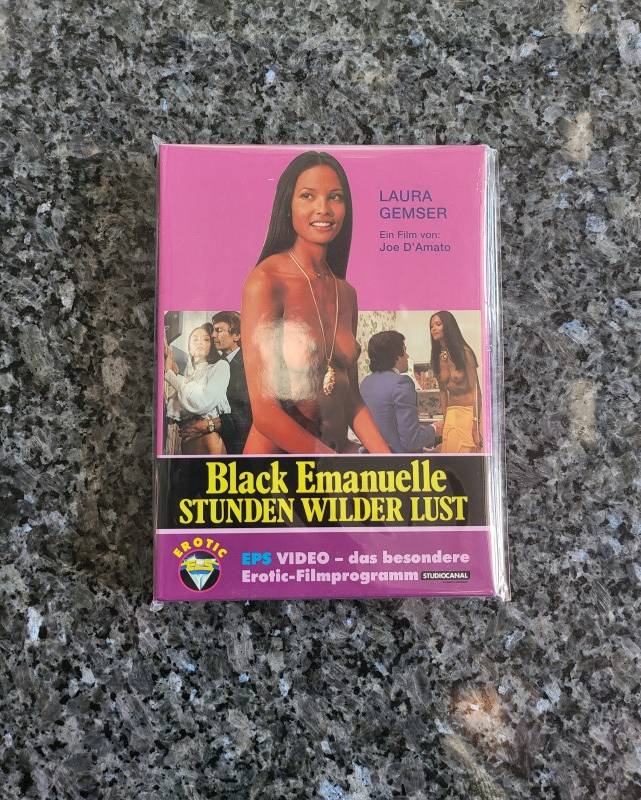 LAURA
GEMSER
Ein Film von:
Joe D'Amato
Black Emanuelle
STUNDEN WILDER LUST
EROTIC
EPS
EPS VIDEO – das besondere
Erotic-Filmprogramm STUDIOCANAL